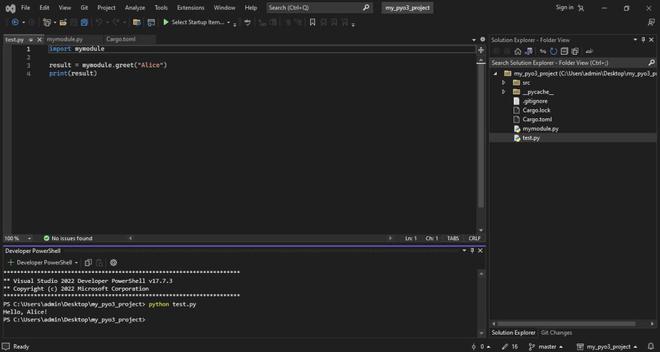 File Edit View Git Project Analyze Tools Extensions Window Help Search (Ctrl+Q) my_pyo3_project Sign in
Select Startup Item...
test.py mymodule.py Cargo.toml
1 import mymodule
2
3 result = mymodule.greet("Alice")
4 print(result)
100 % No issues found Ln: 1 Ch: 1 TABS CRLF
Solution Explorer - Folder View
Search Solution Explorer - Folder View (Ctrl+;)
my_pyo3_project (C:\Users\admin\Desktop\my_pyo3_p
src
__pycache__
.gitignore
Cargo.lock
Cargo.toml
mymodule.py
test.py
Developer PowerShell
Developer PowerShell
**********************************************************************
** Visual Studio 2022 Developer PowerShell v17.7.3
** Copyright (c) 2022 Microsoft Corporation
**********************************************************************
PS C:\Users\admin\Desktop\my_pyo3_project> python test.py
Hello, Alice!
PS C:\Users\admin\Desktop\my_pyo3_project>
Solution Explorer Git Changes
Ready 0 16 master my_pyo3_project